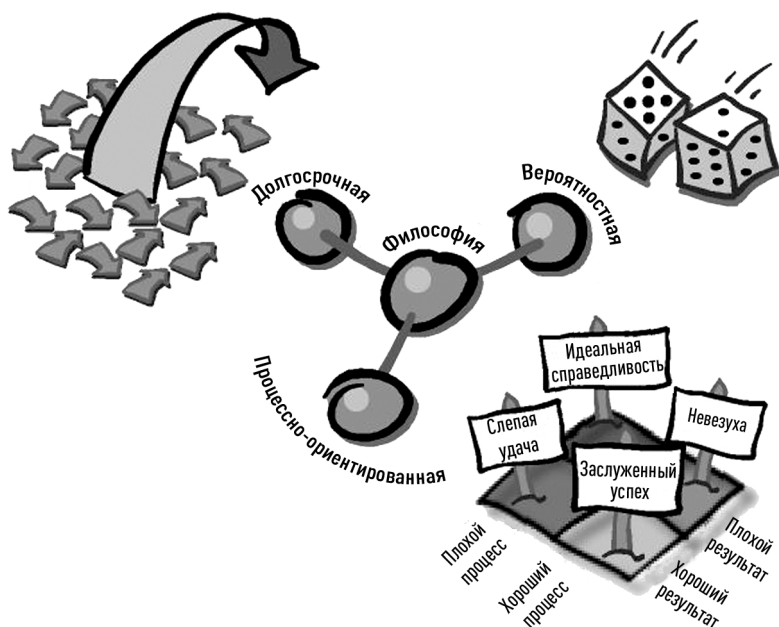 Долгосрочная
Философия
Вероятностная
Процессно-ориентированная
Идеальная
справедливость
Слепая
удача
Невезуха
Заслуженный
успех
Плохой
процесс
Хороший
процесс
Плохой
результат
Хороший
результат